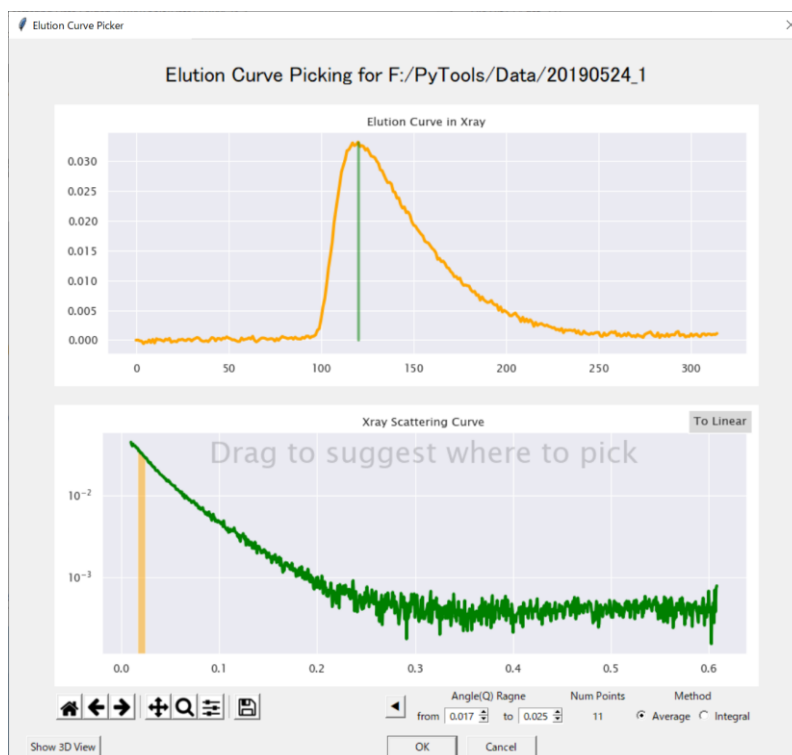 Elution Curve Picker
Elution Curve Picking for F:/PyTools/Data/20190524_1
Elution Curve in Xray
0.030
0.025
0.020
0.015
0.010
0.005
0.000
0 50 100 150 200 250 300
Xray Scattering Curve
To Linear
Drag to suggest where to pick
10⁻²
10⁻³
0.0 0.1 0.2 0.3 0.4 0.5 0.6
Angle(Q) Ragne Num Points Method
from 0.017 to 0.025 11 Average Integral
Show 3D View OK Cancel